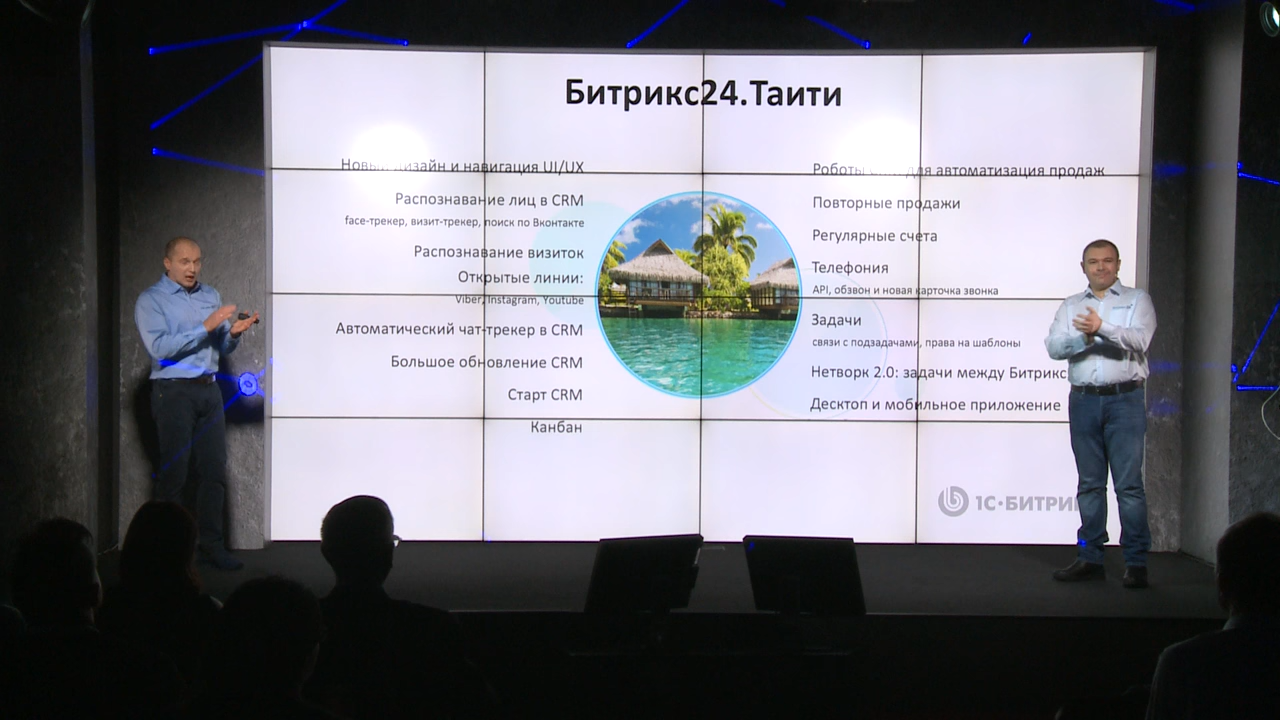 Битрикс24.Таити
Новый дизайн и навигация UI/UX
Распознавание лиц в CRM
face-трекер, визит-трекер, поиск по Вконтакте
Распознавание визиток
Открытые линии:
Viber, Instagram, Youtube
Автоматический чат-трекер в CRM
Большое обновление CRM
Старт CRM
Канбан
Роботы для автоматизация продаж
Повторные продажи
Регулярные счета
Телефония
API, обзвон и новая карточка звонка
Задачи
связи с подзадачами, права на шаблоны
Нетворк 2.0: задачи между Битрикс
Десктоп и мобильное приложение
1С·БИТРИ